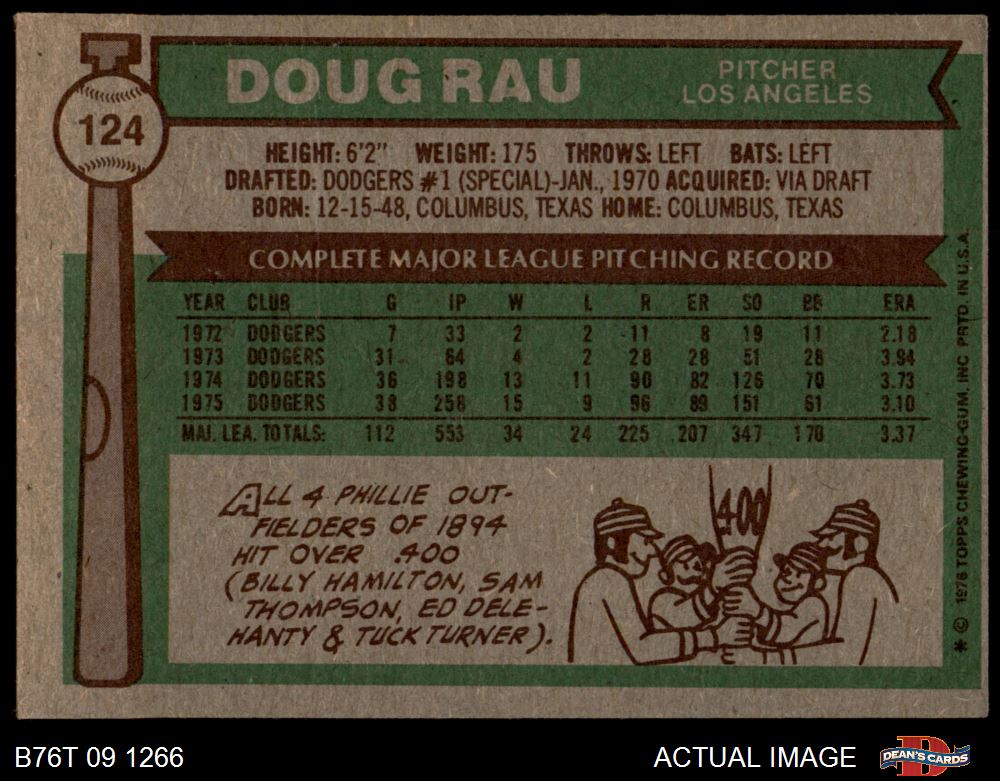 124
DOUG RAU
PITCHER
LOS ANGELES
HEIGHT: 6'2" WEIGHT: 175 THROWS: LEFT BATS: LEFT
DRAFTED: DODGERS #1 (SPECIAL)-JAN., 1970 ACQUIRED: VIA DRAFT
BORN: 12-15-48, COLUMBUS, TEXAS HOME: COLUMBUS, TEXAS
COMPLETE MAJOR LEAGUE PITCHING RECORD
YEAR CLUB G IP W L R ER SO BB ERA
1972 DODGERS 7 33 2 2 11 8 19 11 2.18
1973 DODGERS 31 64 4 2 28 28 51 28 3.94
1974 DODGERS 36 198 13 11 90 82 126 70 3.73
1975 DODGERS 38 258 15 9 96 89 151 61 3.10
MAJ. LEA. TOTALS: 112 553 34 24 225 207 347 170 3.37
ALL 4 PHILLIE OUT-
FIELDERS OF 1894
HIT OVER .400
(BILLY HAMILTON, SAM
THOMPSON, ED DELE-
HANTY & TUCK TURNER).
.400
* © 1976 TOPPS CHEWING GUM, INC PRTD. IN U.S.A.
B76T 09 1266
ACTUAL IMAGE
DEAN'S CARDS